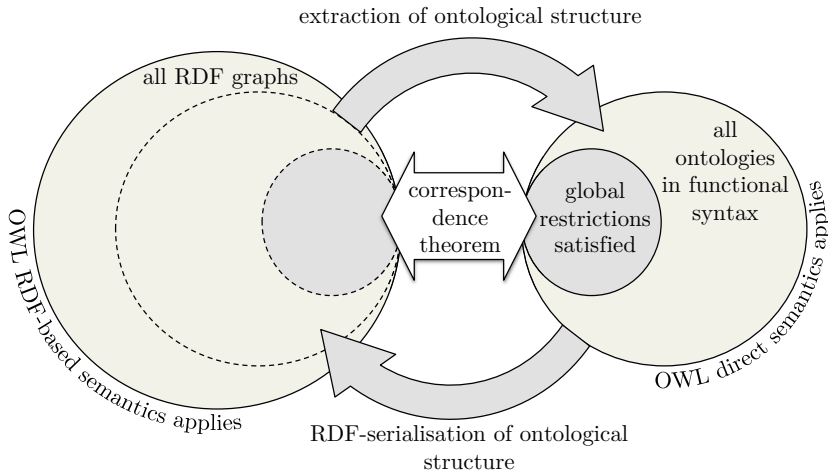 extraction of ontological structure
all RDF graphs
all
ontologies
in functional
syntax
correspon-
dence
theorem
global
restrictions
satisfied
OWL RDF-based semantics applies
OWL direct semantics applies
RDF-serialisation of ontological
structure